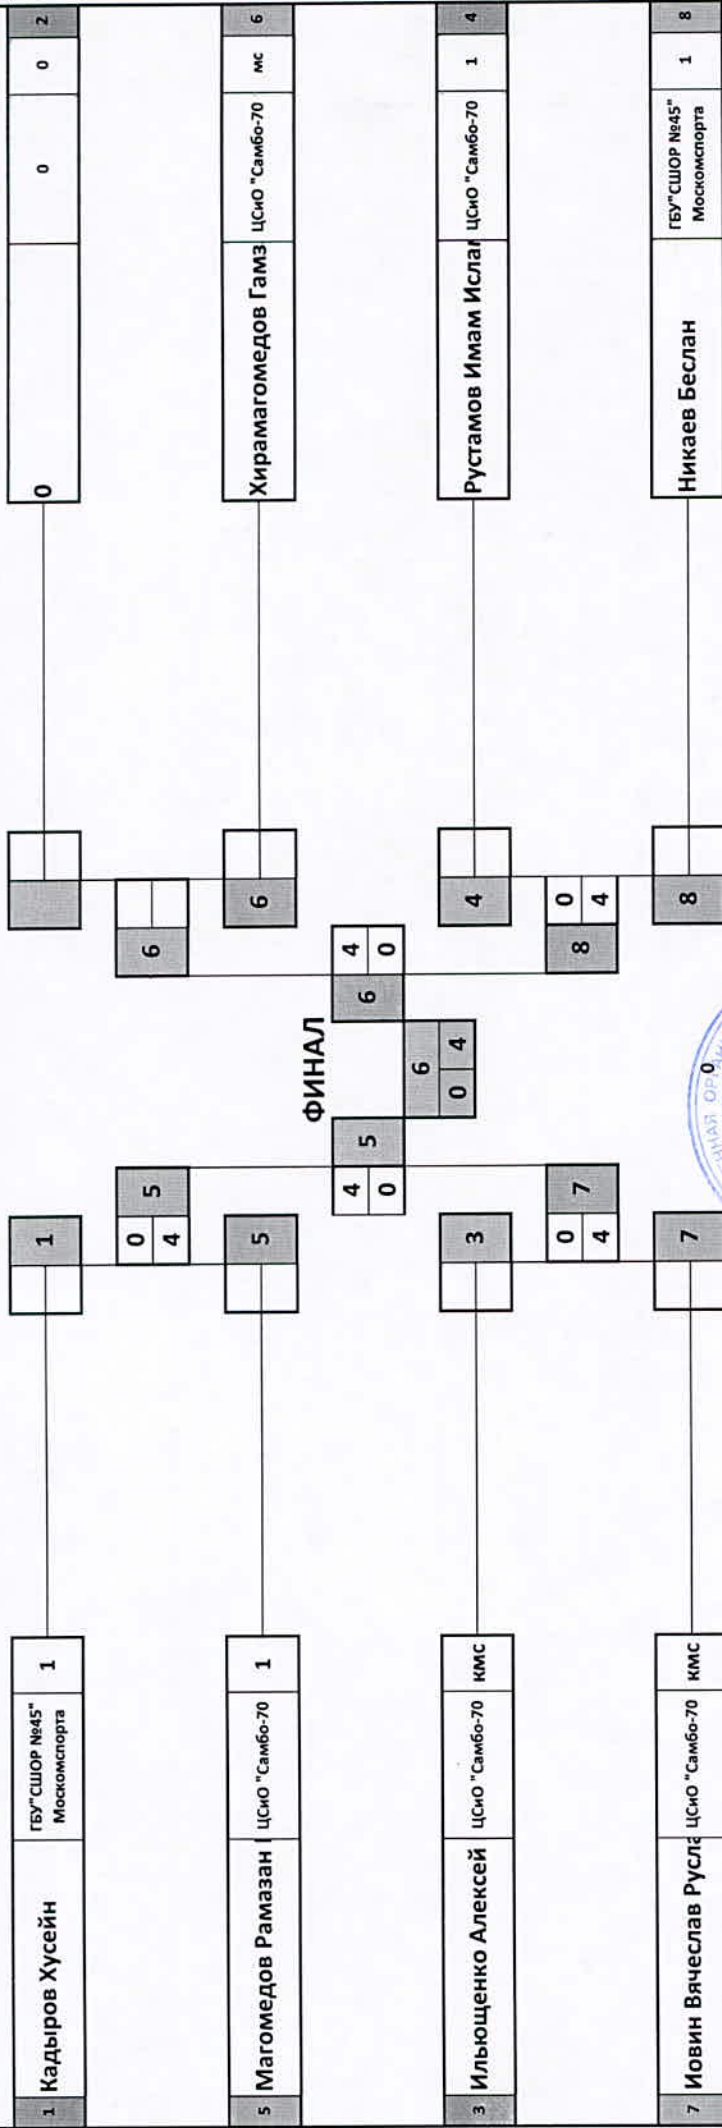 1 Кадыров Хусейн ГБУ"СШОР №45" Москомспорта 1 1 0 0 0 2
0 5 6
4
5 Магомедов Рамазан ЦСиО "Самбо-70 1 5 6 Хирамагомедов Гамз ЦСиО "Самбо-70 мс 6
ФИНАЛ
4 5 6 4
0 0
6
0 4
3 Ильющенко Алексей ЦСиО "Самбо-70 кмс 3 4 Рустамов Имам Ислам ЦСиО "Самбо-70 1 4
0 7 8 0
4 4
7 Иовин Вячеслав Русла ЦСиО "Самбо-70 кмс 7 0 8 Никаев Беслан ГБУ"СШОР №45" Москомспорта 1 8